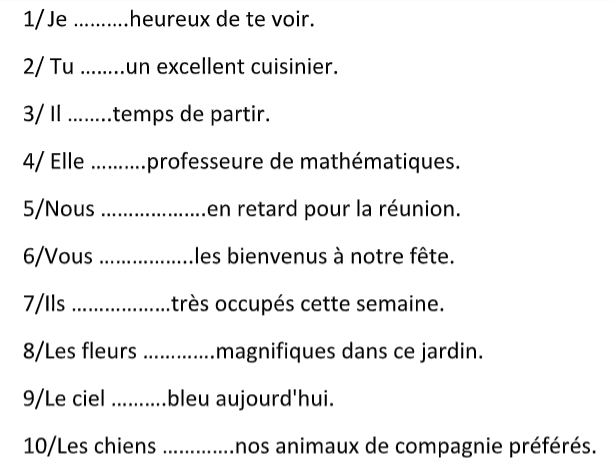 1/ Je ..........heureux de te voir.
2/ Tu ........un excellent cuisinier.
3/ Il ........temps de partir.
4/ Elle ..........professeure de mathématiques.
5/Nous ...................en retard pour la réunion.
6/Vous .................les bienvenus à notre fête.
7/Ils ..................très occupés cette semaine.
8/Les fleurs .............magnifiques dans ce jardin.
9/Le ciel ..........bleu aujourd'hui.
10/Les chiens .............nos animaux de compagnie préférés.